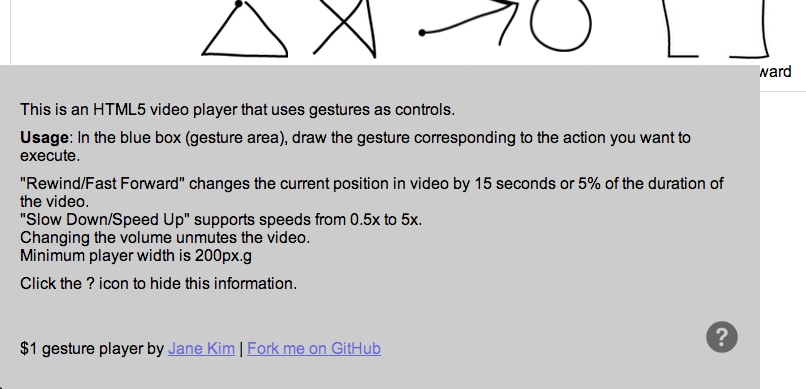 ward
This is an HTML5 video player that uses gestures as controls.
Usage: In the blue box (gesture area), draw the gesture corresponding to the action you want to
execute.
"Rewind/Fast Forward" changes the current position in video by 15 seconds or 5% of the duration of
the video.
"Slow Down/Speed Up" supports speeds from 0.5x to 5x.
Changing the volume unmutes the video.
Minimum player width is 200px.g
Click the ? icon to hide this information.
?
$1 gesture player by Jane Kim | Fork me on GitHub